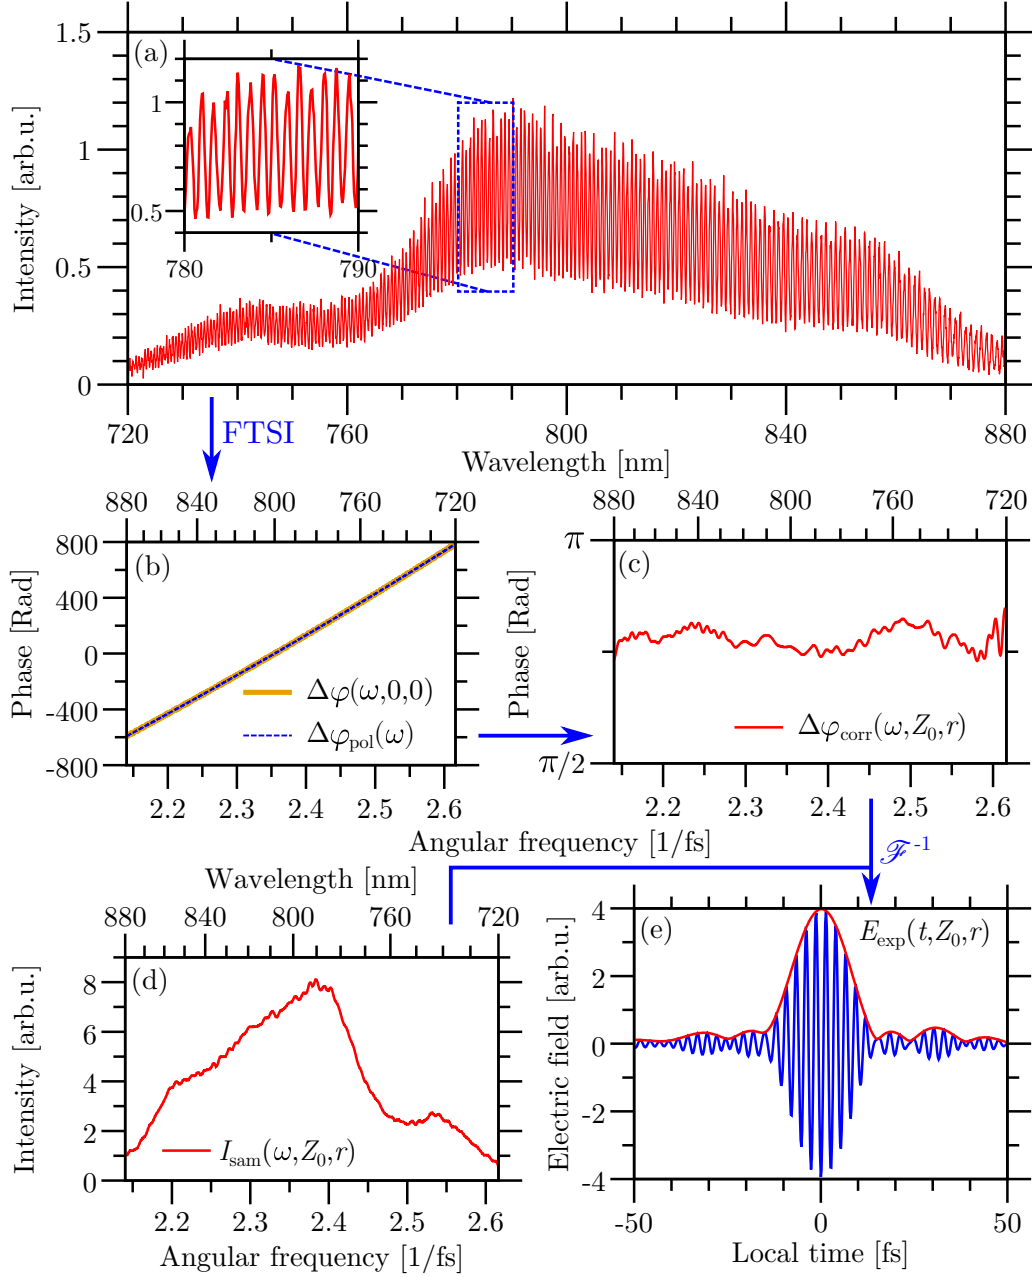 1.5
(a)
1
1
0.5
780
790
0.5
0
Intensity [arb.u.]
720
760
800
840
880
Wavelength [nm]
FTSI
880 840 800 760 720
880 840 800 760 720
800
400
0
-400
-800
Phase [Rad]
(b)
Δφ(ω,0,0)
Δφpol(ω)
2.2 2.3 2.4 2.5 2.6
π
π/2
Phase [Rad]
(c)
Δφcorr(ω,Z0,r)
2.2 2.3 2.4 2.5 2.6
Angular frequency [1/fs]
ℱ-1
Wavelength [nm]
880 840 800 760 720
8
6
4
2
0
Intensity [arb.u.]
(d)
Isam(ω,Z0,r)
2.2 2.3 2.4 2.5 2.6
Angular frequency [1/fs]
4
2
0
-2
-4
Electric field [arb.u.]
(e)
Eexp(t,Z0,r)
-50 0 50
Local time [fs]